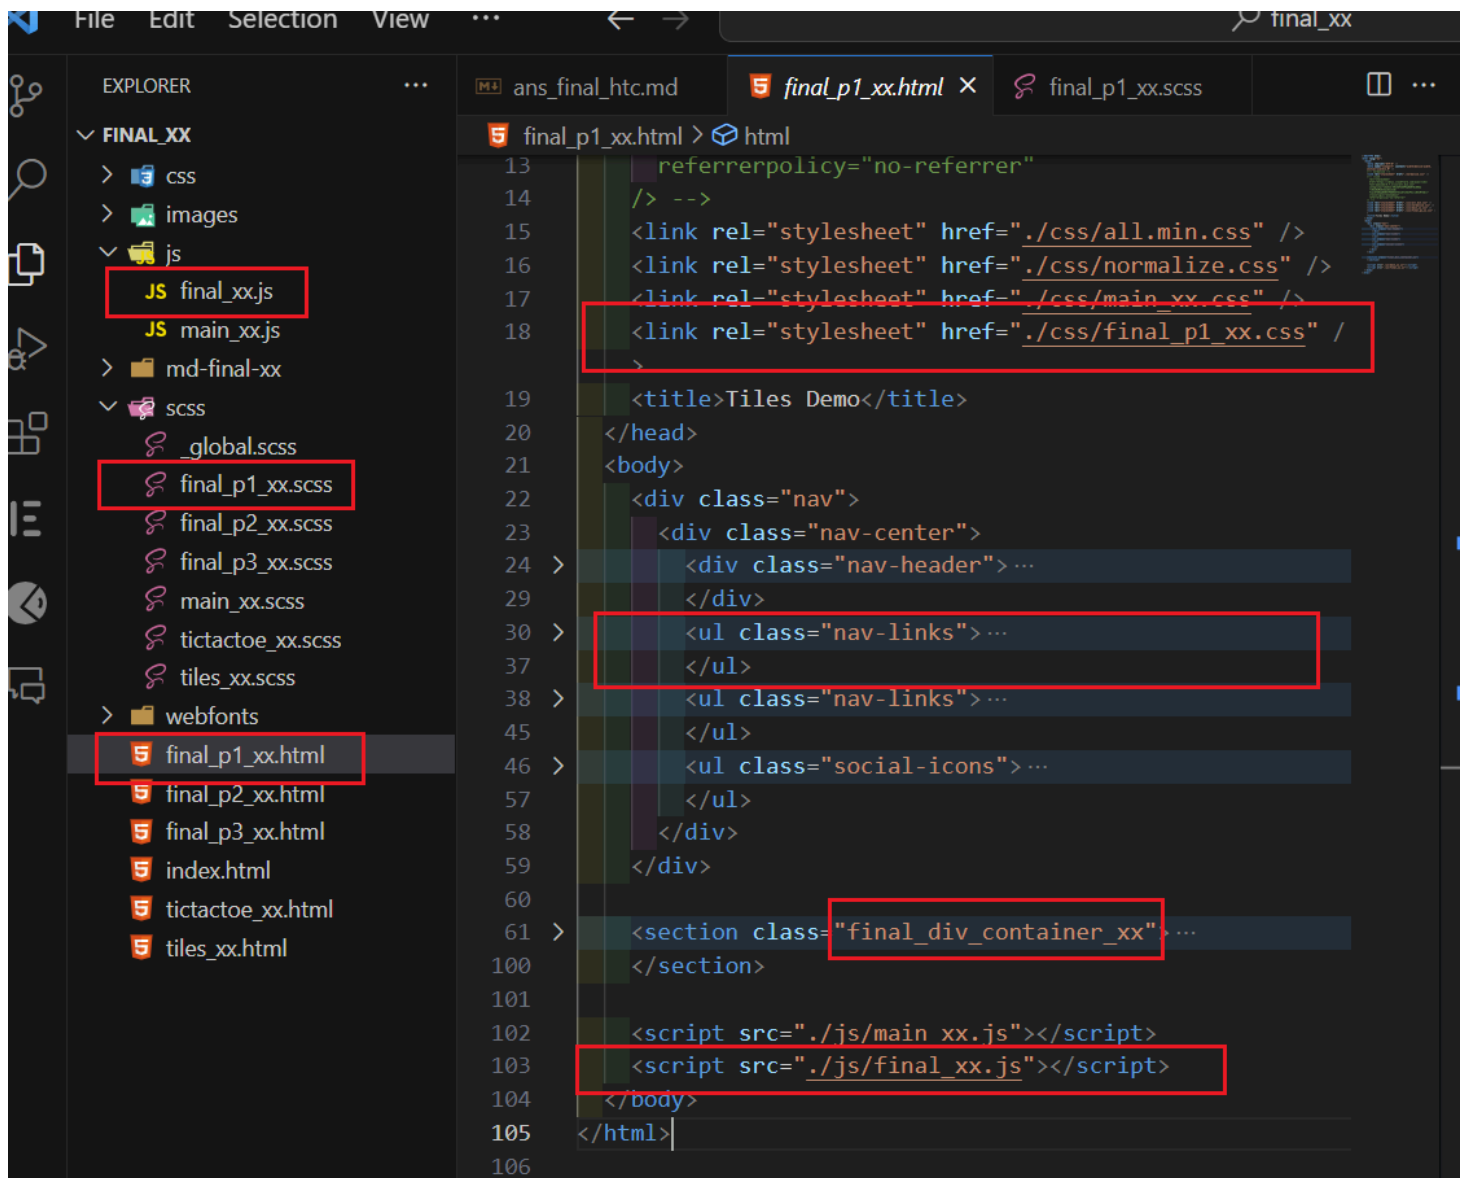 File Edit Selection View ··· ← → final_xx
EXPLORER ···
FINAL_XX
css
images
js
JS final_xx.js
JS main_xx.js
md-final-xx
scss
_global.scss
final_p1_xx.scss
final_p2_xx.scss
final_p3_xx.scss
main_xx.scss
tictactoe_xx.scss
tiles_xx.scss
webfonts
final_p1_xx.html
final_p2_xx.html
final_p3_xx.html
index.html
tictactoe_xx.html
tiles_xx.html
ans_final_htc.md final_p1_xx.html × final_p1_xx.scss ···
final_p1_xx.html > html
13 referrerpolicy="no-referrer"
14 /> -->
15 <link rel="stylesheet" href="./css/all.min.css" />
16 <link rel="stylesheet" href="./css/normalize.css" />
17 <link rel="stylesheet" href="./css/main_xx.css" />
18 <link rel="stylesheet" href="./css/final_p1_xx.css" /
>
19 <title>Tiles Demo</title>
20 </head>
21 <body>
22 <div class="nav">
23 <div class="nav-center">
24 > <div class="nav-header">···
29 </div>
30 > <ul class="nav-links">···
37 </ul>
38 > <ul class="nav-links">···
45 </ul>
46 > <ul class="social-icons">···
57 </ul>
58 </div>
59 </div>
60
61 > <section class="final_div_container_xx">···
100 </section>
101
102 <script src="./js/main_xx.js"></script>
103 <script src="./js/final_xx.js"></script>
104 </body>
105 </html>
106